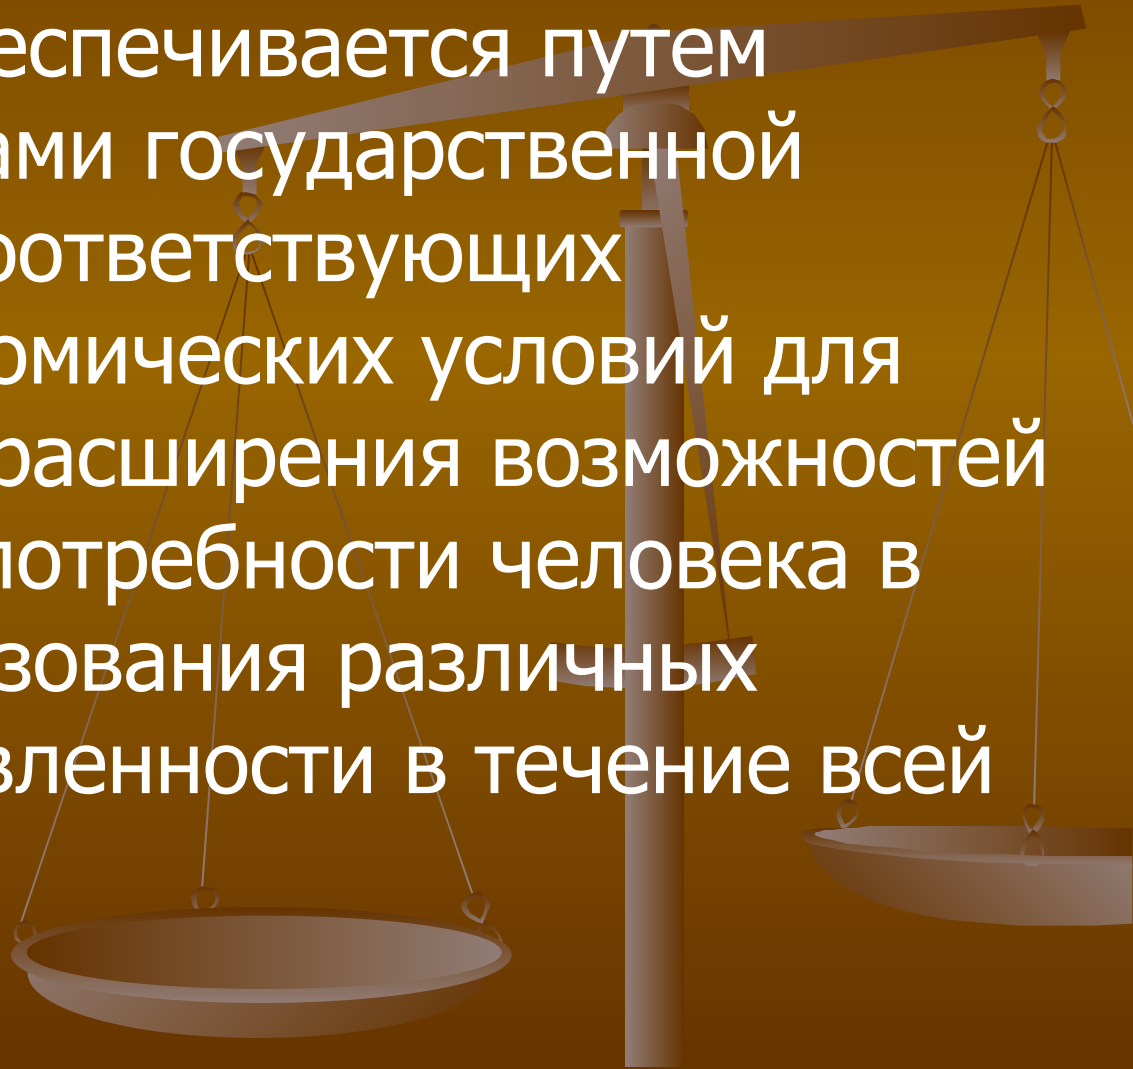 еспечивается путем
ами государственной
оответствующих
омических условий для
расширения возможностей
потребности человека в
зования различных
вленности в течение всей